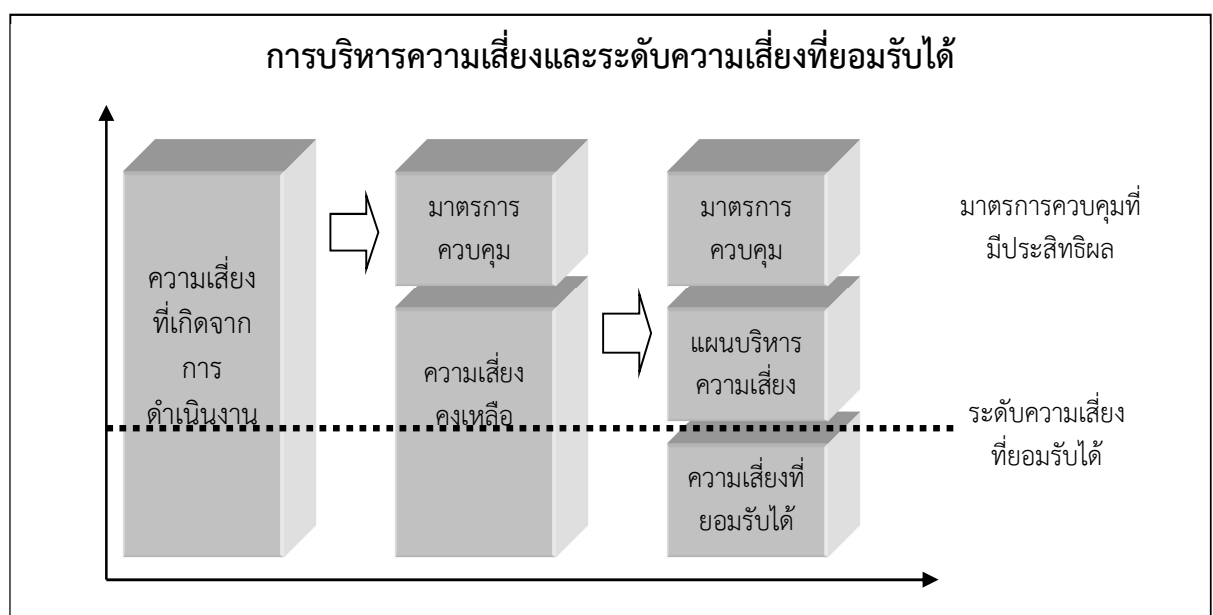 การบริหารความเสี่ยงและระดับความเสี่ยงที่ยอมรับได้
ความเสี่ยง
ที่เกิดจาก
การ
ดำเนินงาน
มาตรการ
ควบคุม
ความเสี่ยง
คงเหลือ
มาตรการ
ควบคุม
แผนบริหาร
ความเสี่ยง
ความเสี่ยงที่
ยอมรับได้
มาตรการควบคุมที่
มีประสิทธิผล
ระดับความเสี่ยง
ที่ยอมรับได้